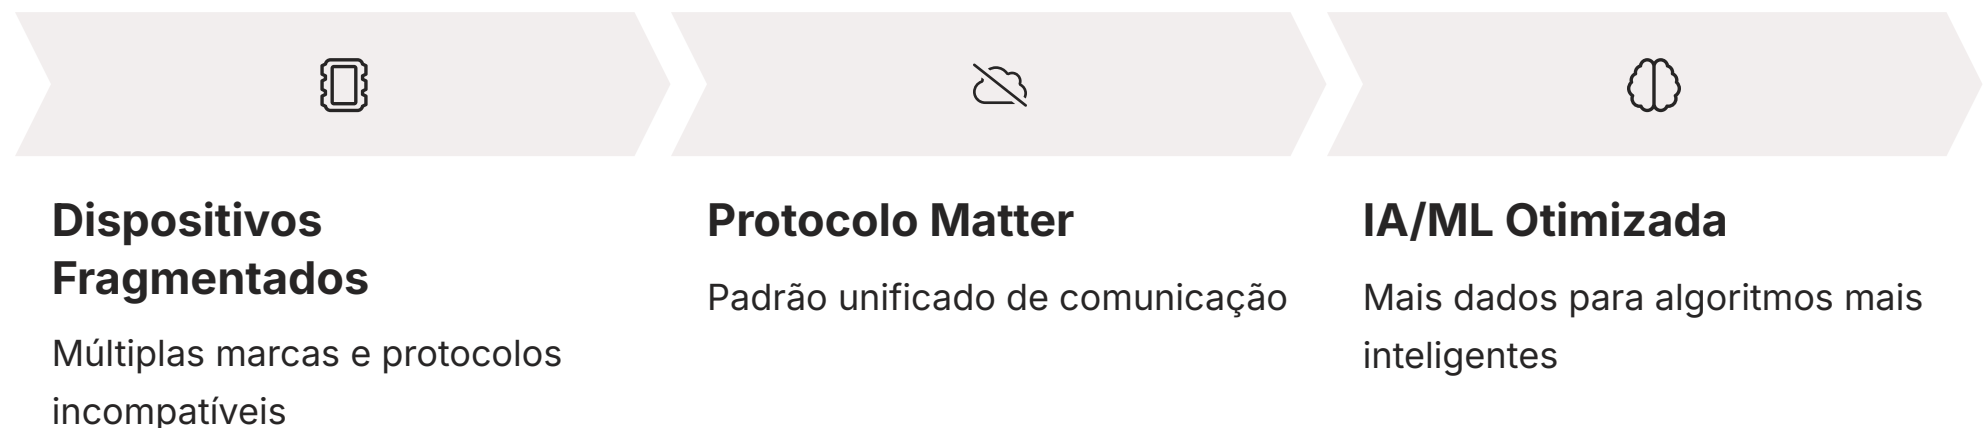 Dispositivos
Fragmentados
Múltiplas marcas e protocolos
incompatíveis
Protocolo Matter
Padrão unificado de comunicação
IA/ML Otimizada
Mais dados para algoritmos mais
inteligentes